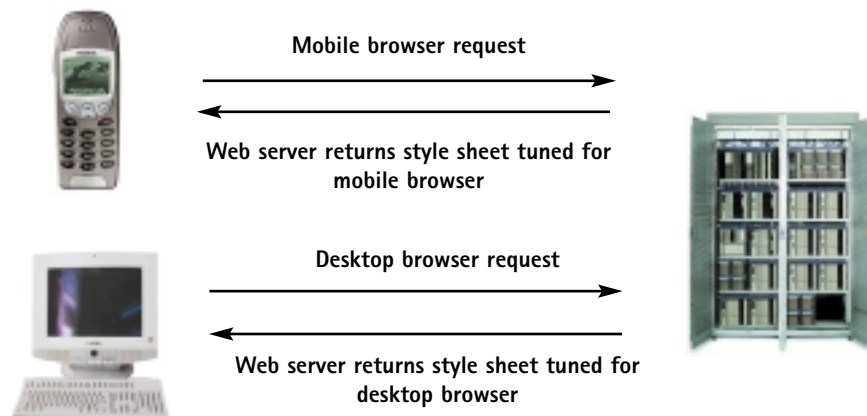 Mobile browser request
Web server returns style sheet tuned for
mobile browser
Desktop browser request
Web server returns style sheet tuned for
desktop browser